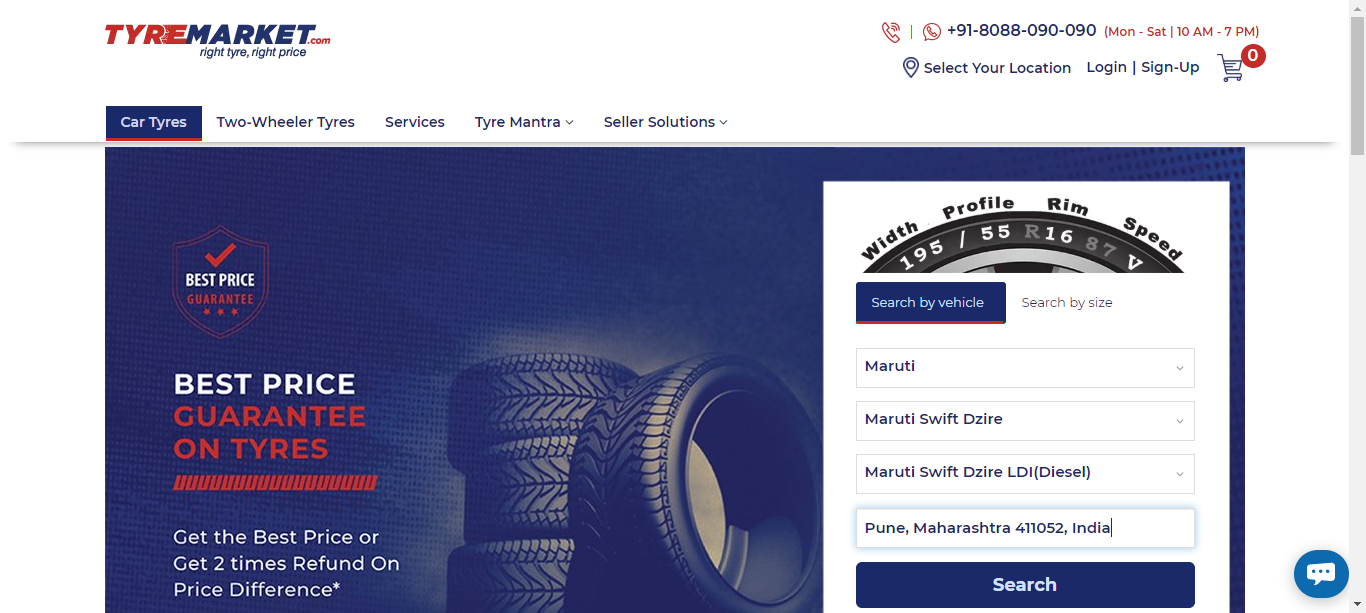 TYREMARKET.com
right tyre, right price
| +91-8088-090-090 (Mon - Sat | 10 AM - 7 PM)
Select Your Location Login | Sign-Up 0
Car Tyres Two-Wheeler Tyres Services Tyre Mantra Seller Solutions
BEST PRICE
GUARANTEE
BEST PRICE
GUARANTEE
ON TYRES
Get the Best Price or
Get 2 times Refund On
Price Difference*
Width Profile Rim Speed
195 / 55 R16 87 V
Search by vehicle Search by size
Maruti
Maruti Swift Dzire
Maruti Swift Dzire LDI(Diesel)
Pune, Maharashtra 411052, India
Search